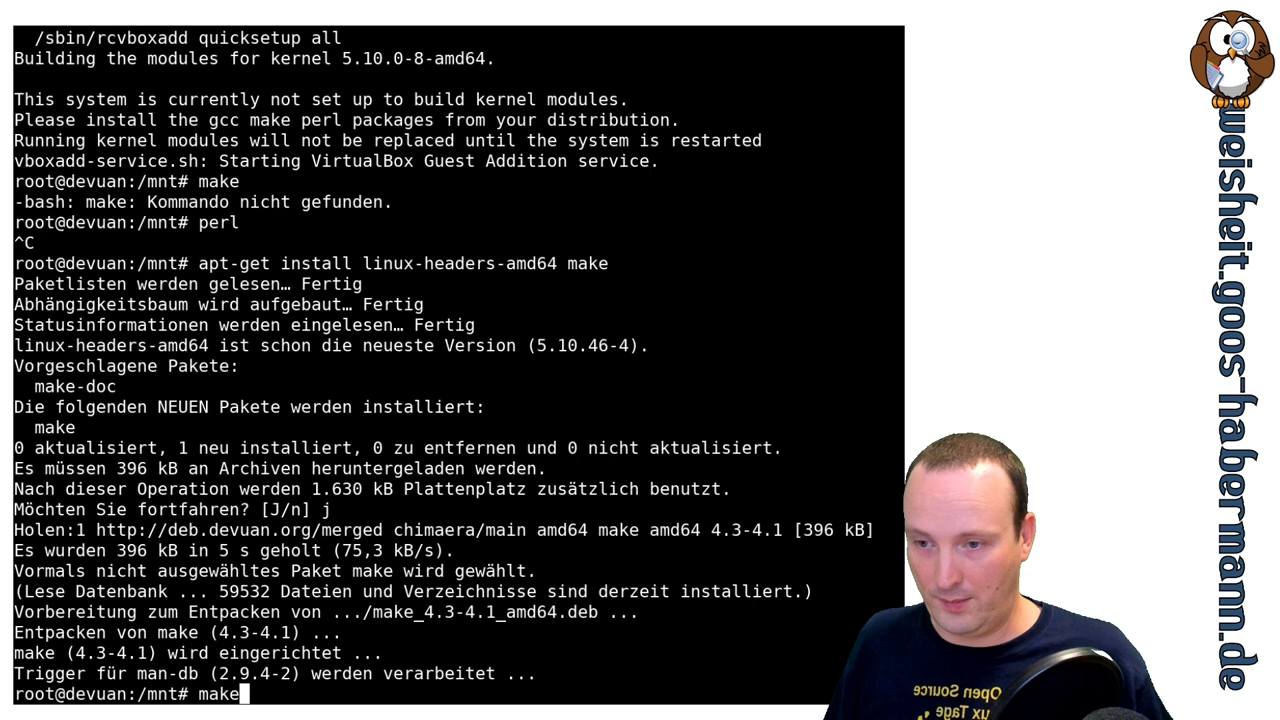 /sbin/rcvboxadd quicksetup all
Building the modules for kernel 5.10.0-8-amd64.
This system is currently not set up to build kernel modules.
Please install the gcc make perl packages from your distribution.
Running kernel modules will not be replaced until the system is restarted
vboxadd-service.sh: Starting VirtualBox Guest Addition service.
root@devuan:/mnt# make
-bash: make: Kommando nicht gefunden.
root@devuan:/mnt# perl
^C
root@devuan:/mnt# apt-get install linux-headers-amd64 make
Paketlisten werden gelesen… Fertig
Abhängigkeitsbaum wird aufgebaut… Fertig
Statusinformationen werden eingelesen… Fertig
linux-headers-amd64 ist schon die neueste Version (5.10.46-4).
Vorgeschlagene Pakete:
make-doc
Die folgenden NEUEN Pakete werden installiert:
make
0 aktualisiert, 1 neu installiert, 0 zu entfernen und 0 nicht aktualisiert.
Es müssen 396 kB an Archiven heruntergeladen werden.
Nach dieser Operation werden 1.630 kB Plattenplatz zusätzlich benutzt.
Möchten Sie fortfahren? [J/n] j
Holen:1 http://deb.devuan.org/merged chimaera/main amd64 make amd64 4.3-4.1 [396 kB]
Es wurden 396 kB in 5 s geholt (75,3 kB/s).
Vormals nicht ausgewähltes Paket make wird gewählt.
(Lese Datenbank ... 59532 Dateien und Verzeichnisse sind derzeit installiert.)
Vorbereitung zum Entpacken von .../make_4.3-4.1_amd64.deb ...
Entpacken von make (4.3-4.1) ...
make (4.3-4.1) wird eingerichtet ...
Trigger für man-db (2.9.4-2) werden verarbeitet ...
root@devuan:/mnt# make
weisheit.goos-habermann.de
Open Source
ux Tage